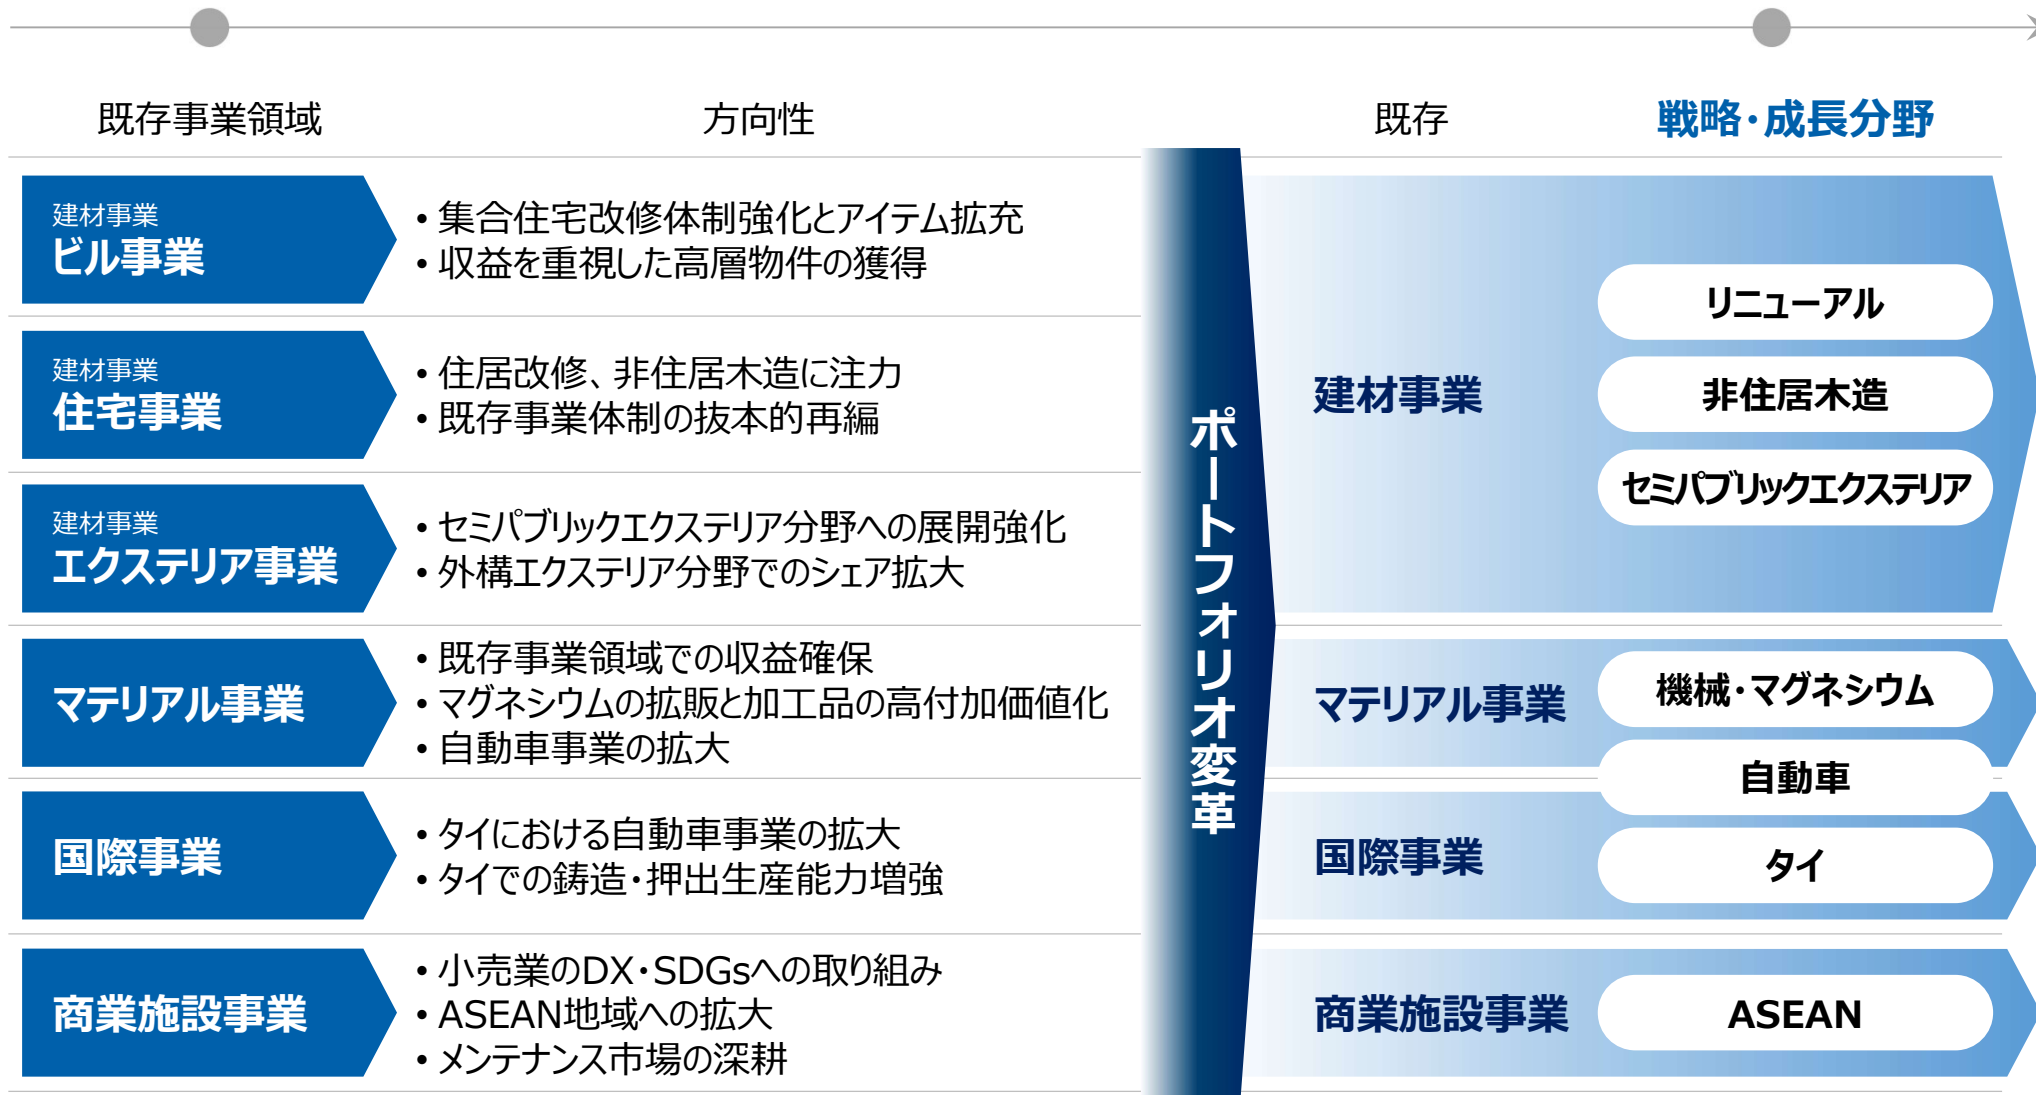 既存事業領域
方向性
既存
戦略・成長分野
建材事業
ビル事業
• 集合住宅改修体制強化とアイテム拡充
• 収益を重視した高層物件の獲得
建材事業
住宅事業
• 住居改修、非住居木造に注力
• 既存事業体制の抜本的再編
建材事業
エクステリア事業
• セミパブリックエクステリア分野への展開強化
• 外構エクステリア分野でのシェア拡大
マテリアル事業
• 既存事業領域での収益確保
• マグネシウムの拡販と加工品の高付加価値化
• 自動車事業の拡大
国際事業
• タイにおける自動車事業の拡大
• タイでの鋳造・押出生産能力増強
商業施設事業
• 小売業のDX・SDGsへの取り組み
• ASEAN地域への拡大
• メンテナンス市場の深耕
ポートフォリオ変革
建材事業
リニューアル
非住居木造
セミパブリックエクステリア
マテリアル事業
機械・マグネシウム
自動車
国際事業
タイ
商業施設事業
ASEAN